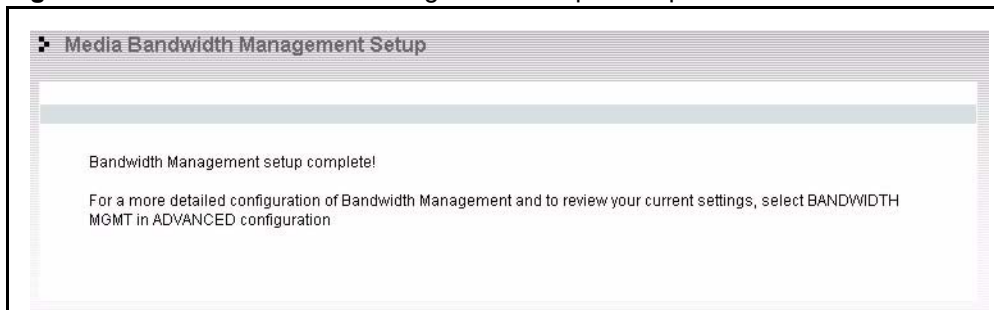 Media Bandwidth Management Setup
Bandwidth Management setup complete!
For a more detailed configuration of Bandwidth Management and to review your current settings, select BANDWIDTH
MGMT in ADVANCED configuration